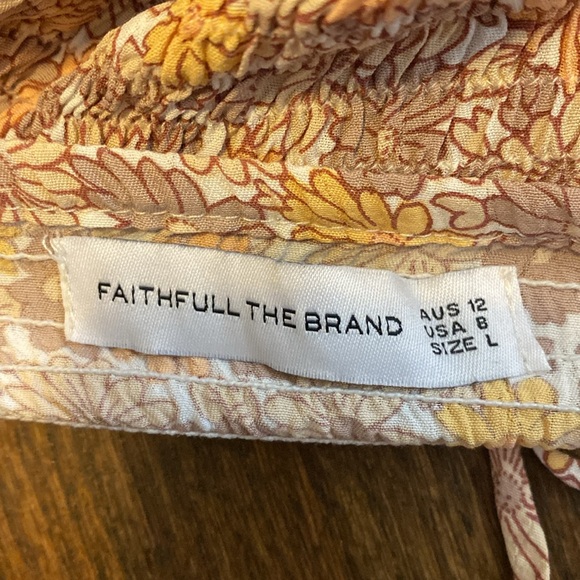 FAITHFULL THE BRAND
AUS 12
USA 8
SIZE L